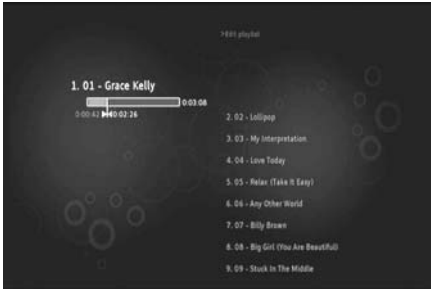 >Edit playlist
1. 01 - Grace Kelly
0:03:08
0:00:42 0:02:26
2. 02 - Lollipop
3. 03 - My Interpretation
4. 04 - Love Today
5. 05 - Relax (Take It Easy)
6. 06 - Any Other World
7. 07 - Billy Brown
8. 08 - Big Girl (You Are Beautiful)
9. 09 - Stuck In The Middle